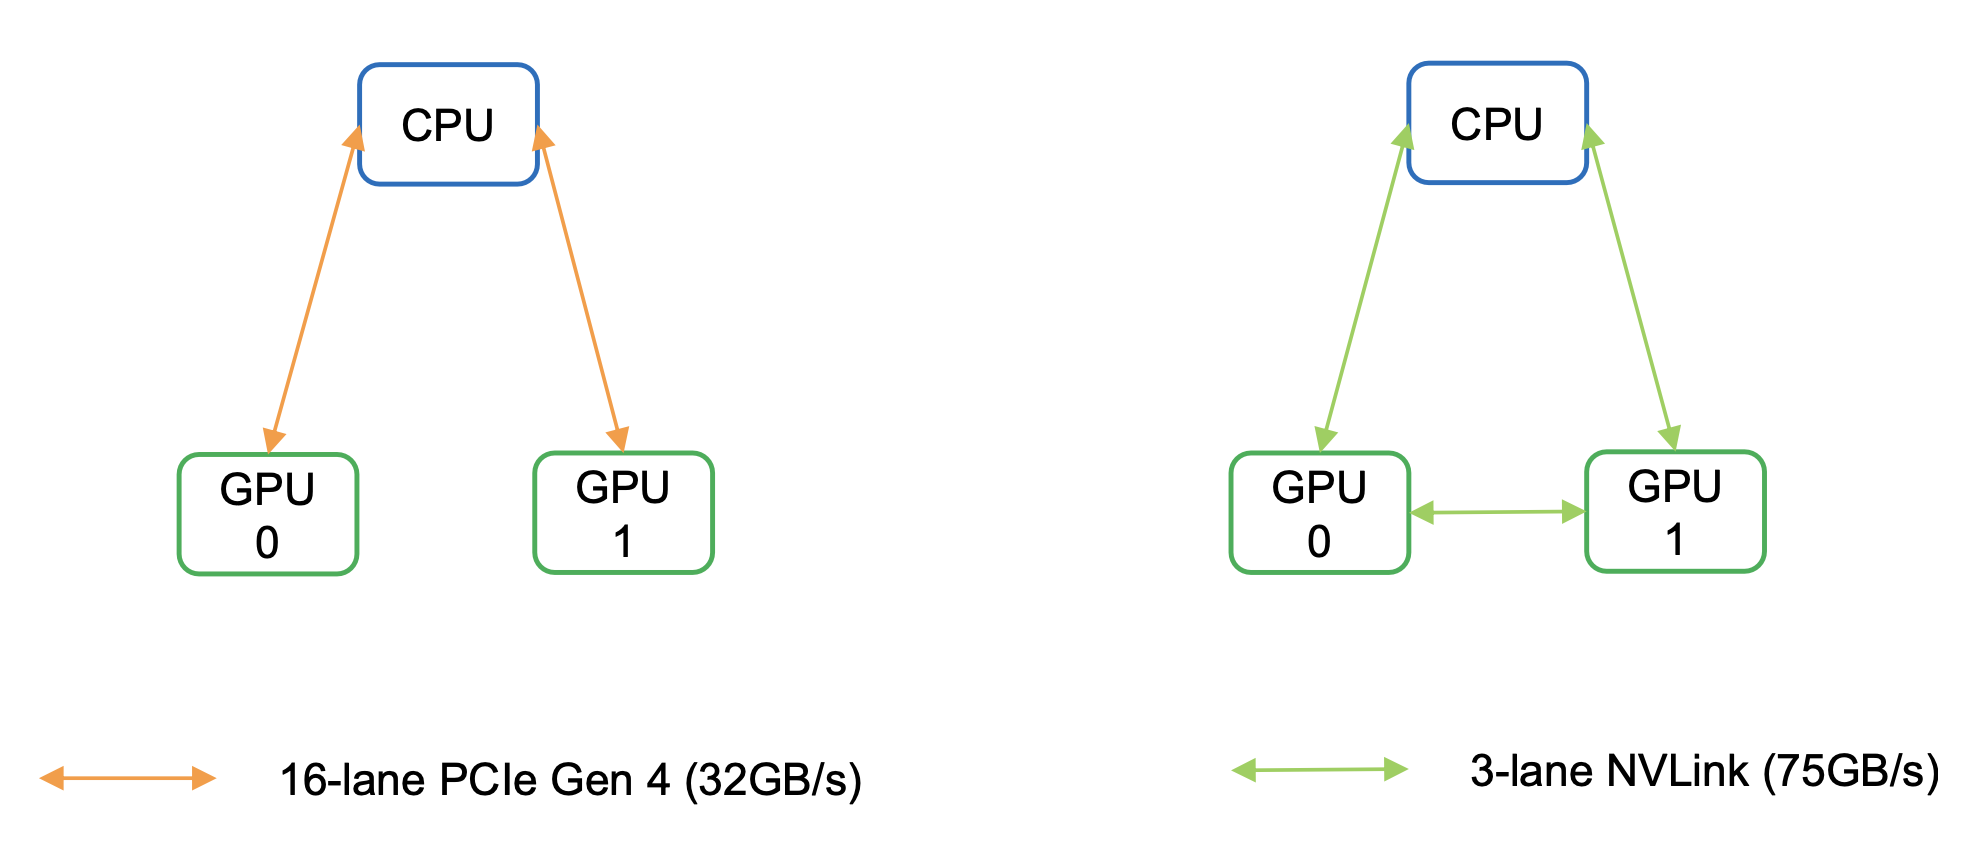 CPU
GPU
0
GPU
1
16-lane PCIe Gen 4 (32GB/s)
CPU
GPU
0
GPU
1
3-lane NVLink (75GB/s)